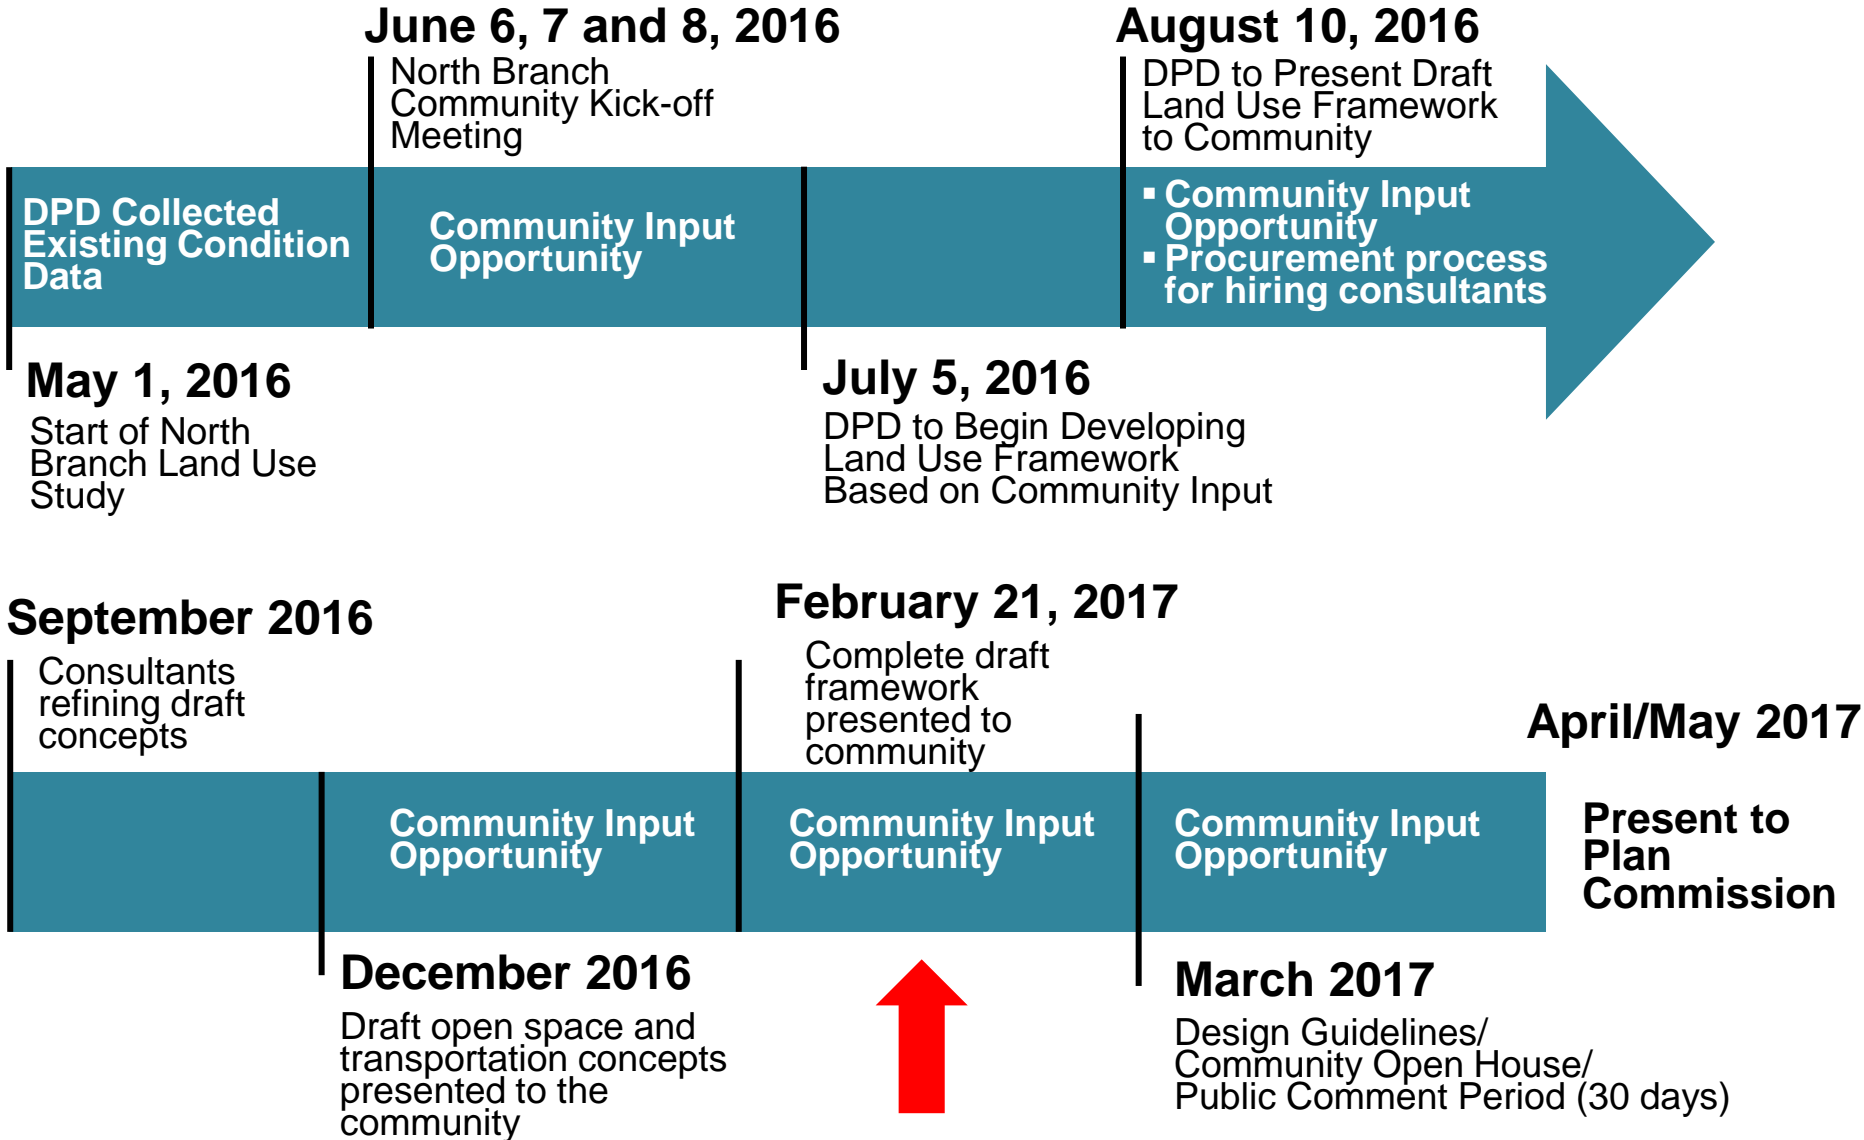 June 6, 7 and 8, 2016
North Branch
Community Kick-off
Meeting
August 10, 2016
DPD to Present Draft
Land Use Framework
to Community
DPD Collected
Existing Condition
Data
Community Input
Opportunity
▪ Community Input
Opportunity
▪ Procurement process
for hiring consultants
May 1, 2016
Start of North
Branch Land Use
Study
July 5, 2016
DPD to Begin Developing
Land Use Framework
Based on Community Input
September 2016
Consultants
refining draft
concepts
February 21, 2017
Complete draft
framework
presented to
community
April/May 2017
Community Input
Opportunity
Community Input
Opportunity
Community Input
Opportunity
Present to
Plan
Commission
December 2016
Draft open space and
transportation concepts
presented to the
community
March 2017
Design Guidelines/
Community Open House/
Public Comment Period (30 days)